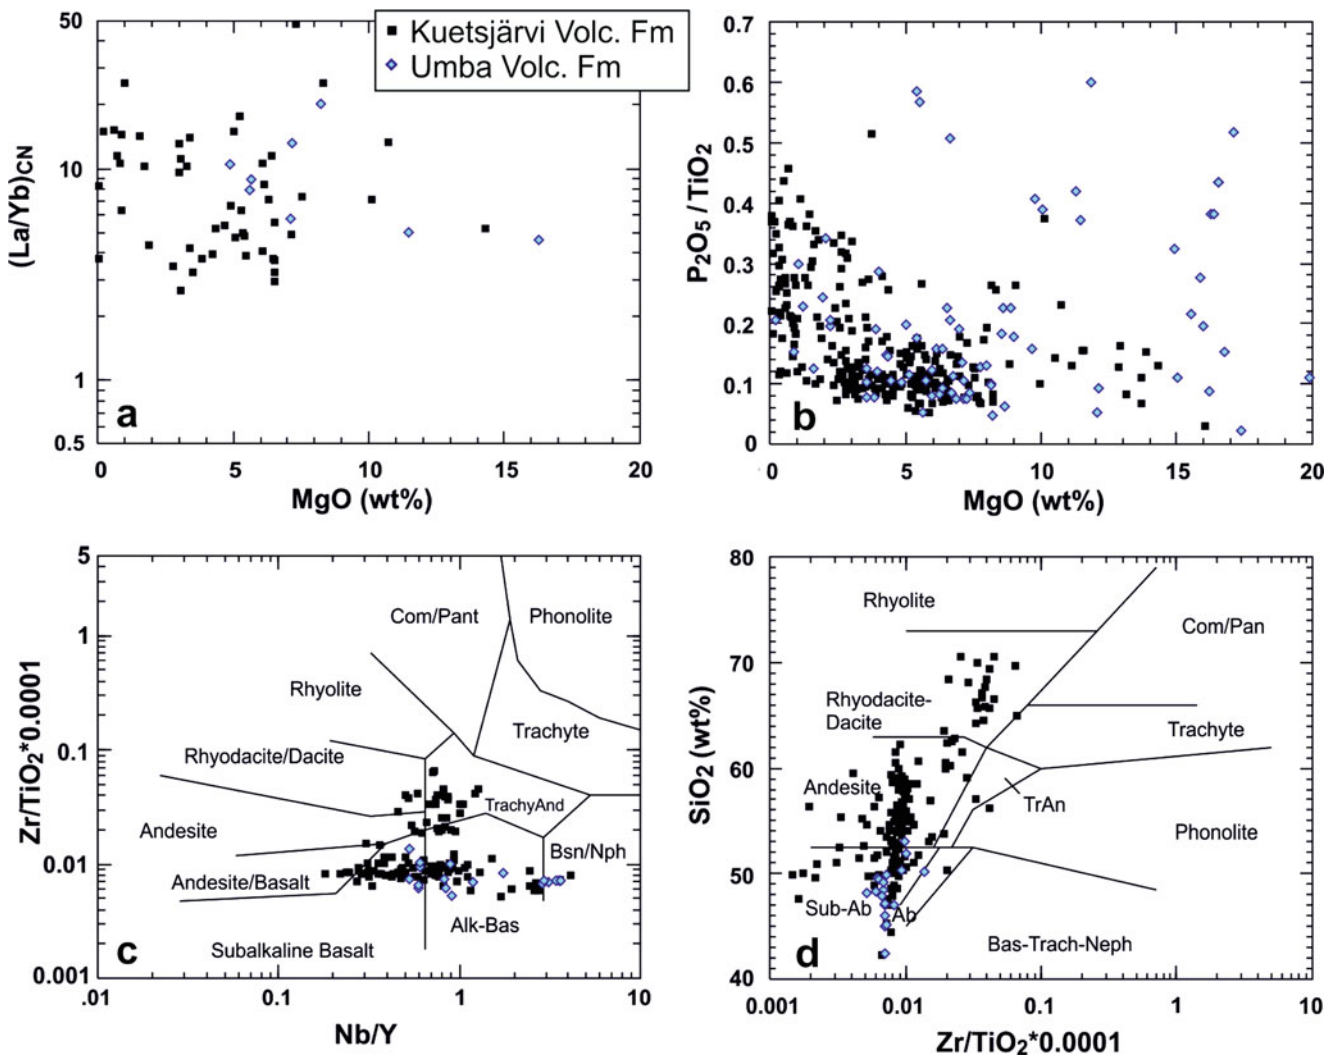 Kuetsjärvi Volc. Fm
Umba Volc. Fm
50
10
1
0.5
(La/Yb)CN
a
0 5 10 15 20
MgO (wt%)
0.7
0.6
0.5
0.4
0.3
0.2
0.1
0
P2O5/TiO2
b
0 5 10 15 20
MgO (wt%)
5
1
0.1
0.01
0.001
Zr/TiO2*0.0001
Com/Pant
Phonolite
Rhyolite
Trachyte
Rhyodacite/Dacite
TrachyAnd
Andesite
Bsn/Nph
Andesite/Basalt
Alk-Bas
Subalkaline Basalt
c
.01 0.1 1 10
Nb/Y
80
70
60
50
40
SiO2 (wt%)
Rhyolite
Com/Pan
Rhyodacite-
Dacite
Trachyte
Andesite
TrAn
Phonolite
Sub-Ab
Ab
Bas-Trach-Neph
d
0.001 0.01 0.1 1 10
Zr/TiO2*0.0001